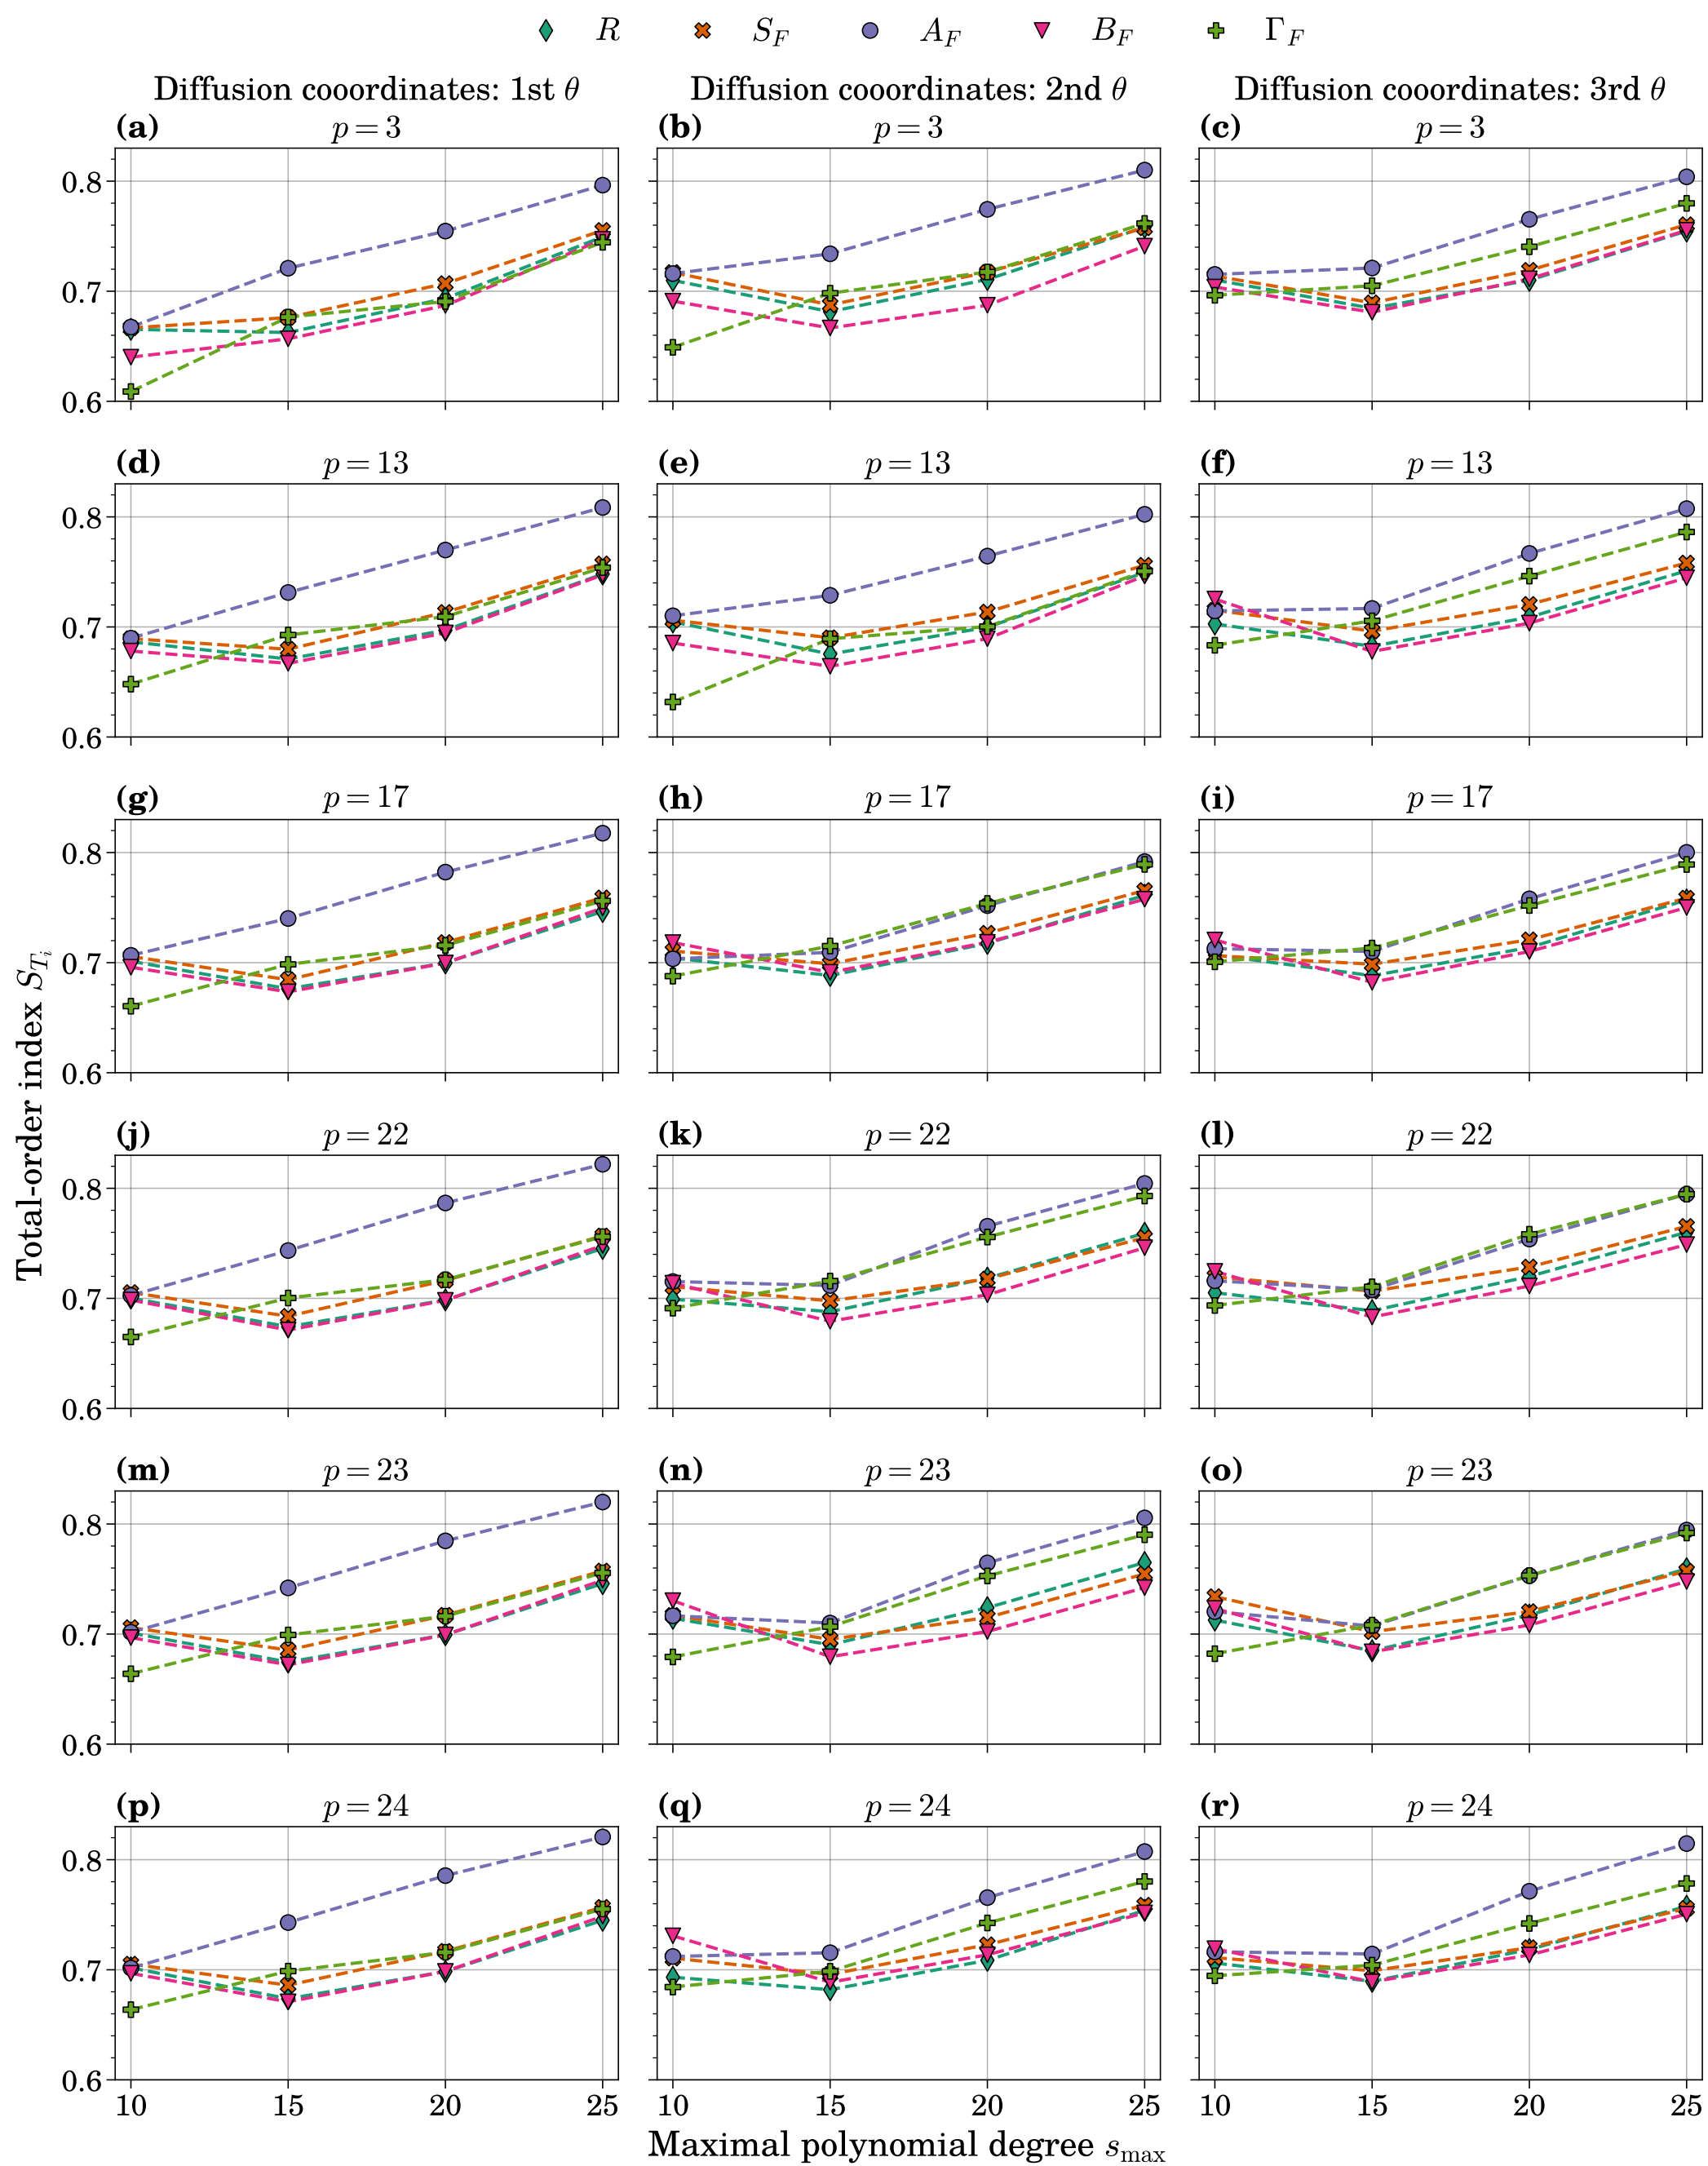 R S_F A_F B_F Γ_F
Diffusion cooordinates: 1st θ Diffusion cooordinates: 2nd θ Diffusion cooordinates: 3rd θ
(a) p = 3 (b) p = 3 (c) p = 3
0.8
0.7
0.6
(d) p = 13 (e) p = 13 (f) p = 13
0.8
0.7
0.6
(g) p = 17 (h) p = 17 (i) p = 17
0.8
0.7
0.6
(j) p = 22 (k) p = 22 (l) p = 22
0.8
0.7
0.6
(m) p = 23 (n) p = 23 (o) p = 23
0.8
0.7
0.6
(p) p = 24 (q) p = 24 (r) p = 24
0.8
0.7
0.6
10 15 20 25 10 15 20 25 10 15 20 25
Total-order index S_{T_i}
Maximal polynomial degree s_max